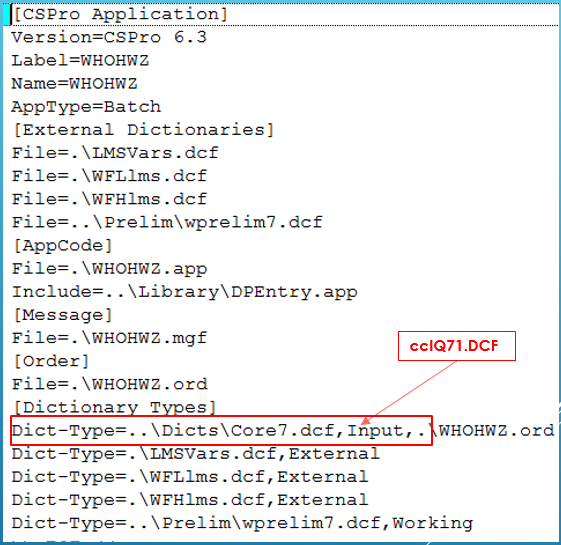 [CSPro Application]
Version=CSPro 6.3
Label=WHOHWZ
Name=WHOHWZ
AppType=Batch
[External Dictionaries]
File=.\LMSVars.dcf
File=.\WFLlms.dcf
File=.\WFHlms.dcf
File=..\Prelim\wprelim7.dcf
[AppCode]
File=.\WHOHWZ.app
Include=..\Library\DPEntry.app
[Message]
File=.\WHOHWZ.mgf
ccIQ71.DCF
[Order]
File=.\WHOHWZ.ord
[Dictionary Types]
Dict-Type=..\Dicts\Core7.dcf,Input,.\WHOHWZ.ord
Dict-Type=.\LMSVars.dcf,External
Dict-Type=.\WFLlms.dcf,External
Dict-Type=.\WFHlms.dcf,External
Dict-Type=..\Prelim\wprelim7.dcf,Working